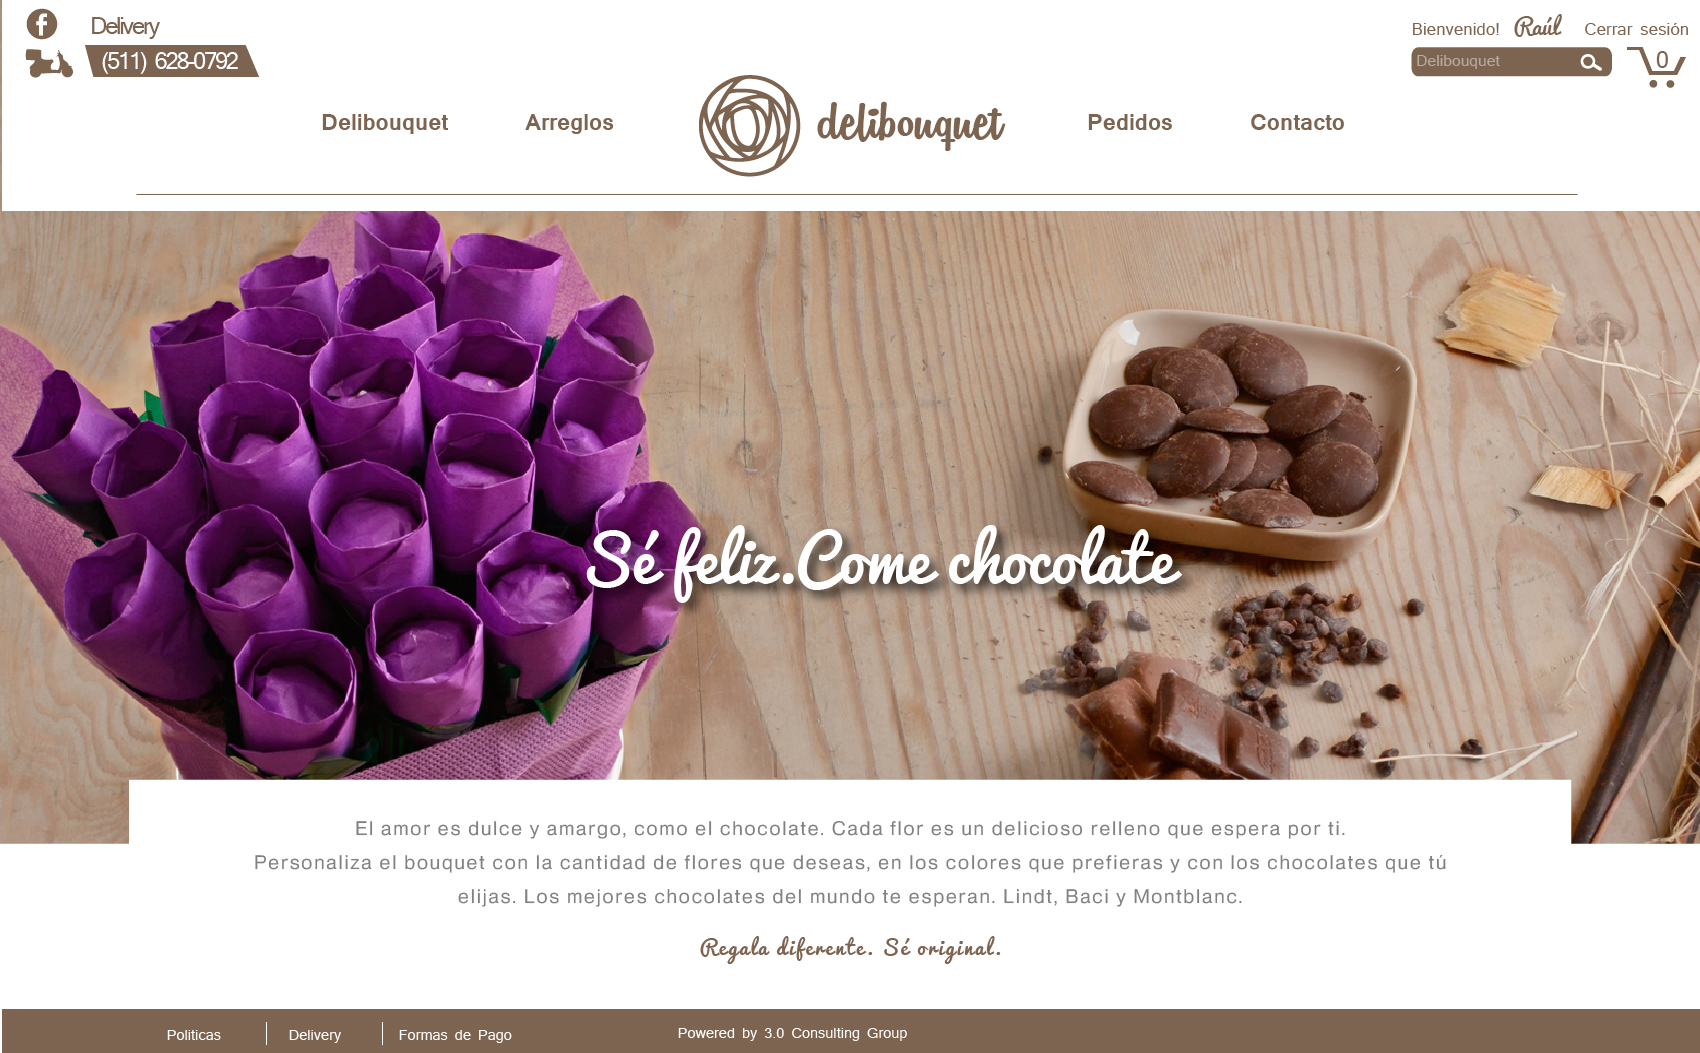 Delivery
(511) 628-0792
Bienvenido! Raúl Cerrar sesión
Delibouquet
0
Delibouquet Arreglos delibouquet Pedidos Contacto
Sé feliz.Come chocolate
El amor es dulce y amargo, como el chocolate. Cada flor es un delicioso relleno que espera por ti.
Personaliza el bouquet con la cantidad de flores que deseas, en los colores que prefieras y con los chocolates que tú
elijas. Los mejores chocolates del mundo te esperan. Lindt, Baci y Montblanc.
Regala diferente. Sé original.
Politicas Delivery Formas de Pago Powered by 3.0 Consulting Group